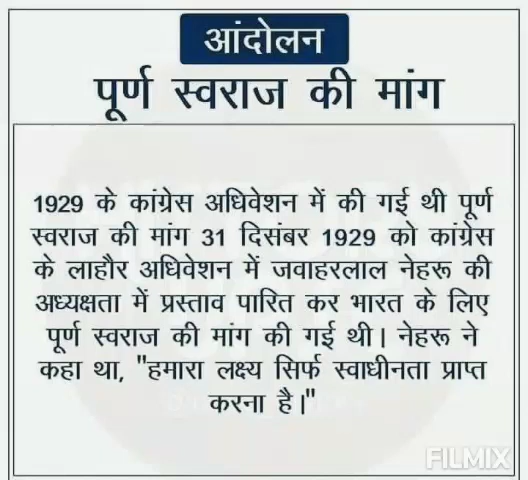 आंदोलन
पूर्ण स्वराज की मांग
1929 के कांग्रेस अधिवेशन में की गई थी पूर्ण
स्वराज की मांग 31 दिसंबर 1929 को कांग्रेस
के लाहौर अधिवेशन में जवाहरलाल नेहरू की
अध्यक्षता में प्रस्ताव पारित कर भारत के लिए
पूर्ण स्वराज की मांग की गई थी। नेहरू ने
कहा था, "हमारा लक्ष्य सिर्फ स्वाधीनता प्राप्त
करना है।"
FILMIX